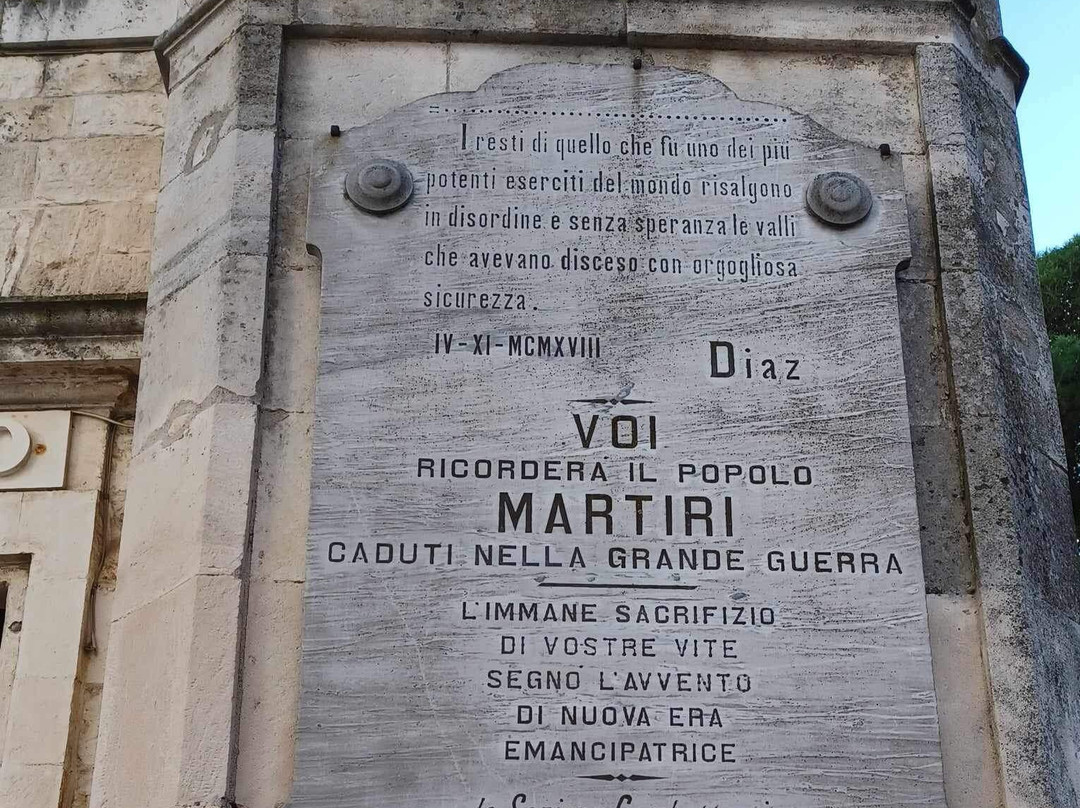 I resti di quello che fu uno dei più
potenti eserciti del mondo risalgono
in disordine e senza speranza le valli
che avevano disceso con orgogliosa
sicurezza.
IV-XI-MCMXVIII Diaz
VOI
RICORDERÀ IL POPOLO
MARTIRI
CADUTI NELLA GRANDE GUERRA
L'IMMANE SACRIFIZIO
DI VOSTRE VITE
SEGNO L'AVVENTO
DI NUOVA ERA
EMANCIPATRICE